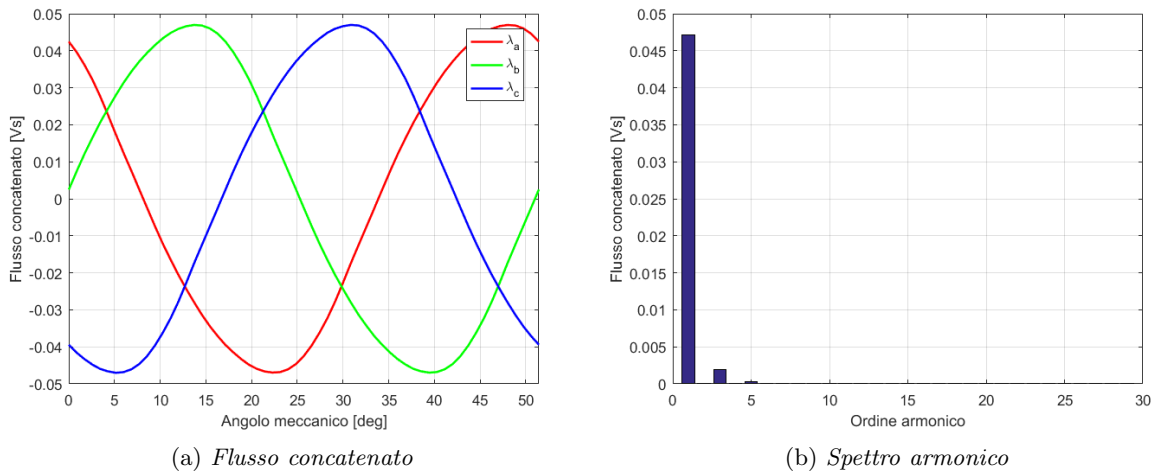 0.05
0.04
0.03
0.02
0.01
0
-0.01
-0.02
-0.03
-0.04
-0.05
Flusso concatenato [Vs]
λa
λb
λc
0 5 10 15 20 25 30 35 40 45 50
Angolo meccanico [deg]
(a) Flusso concatenato
0.05
0.045
0.04
0.035
0.03
0.025
0.02
0.015
0.01
0.005
0
Flusso concatenato [Vs]
0 5 10 15 20 25 30
Ordine armonico
(b) Spettro armonico